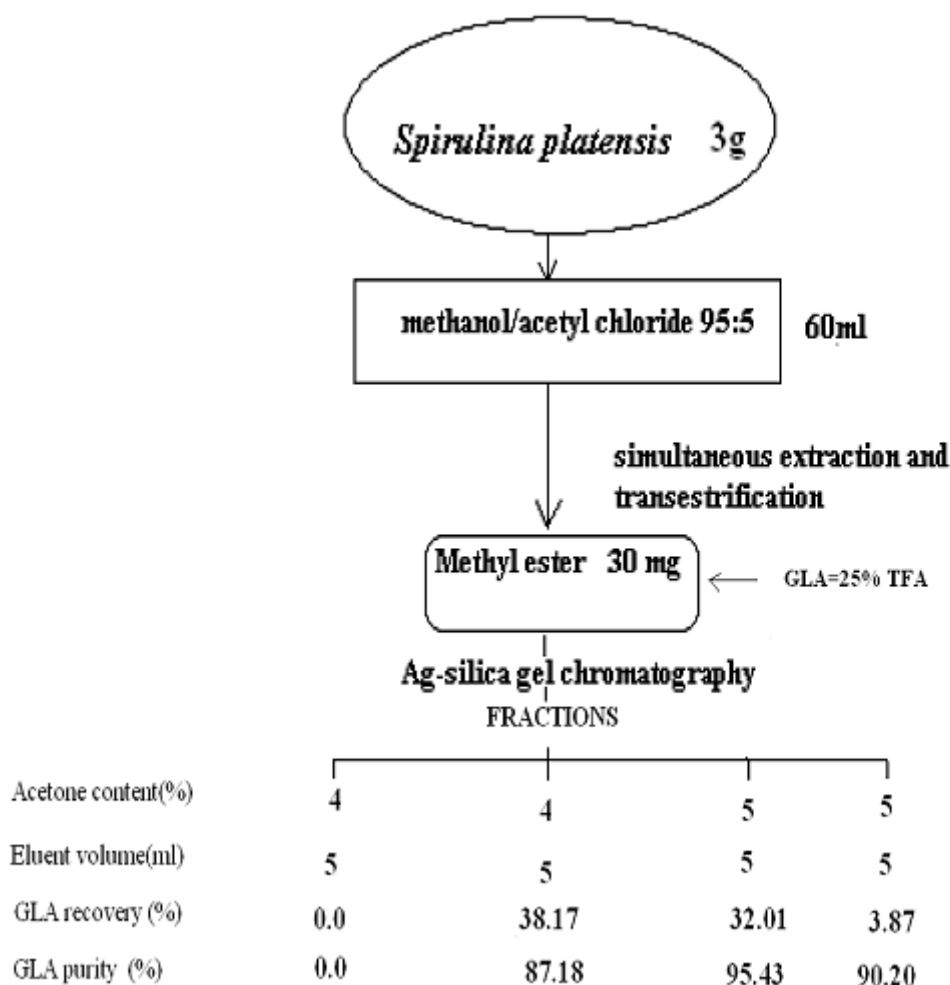 Spirulina platensis 3g
methanol/acetyl chloride 95:5 60ml
simultaneous extraction and
transestrification
Methyl ester 30 mg
GLA=25% TFA
Ag-silica gel chromatography
FRACTIONS
Acetone content(%) 4 4 5 5
Eluent volume(ml) 5 5 5 5
GLA recovery (%) 0.0 38.17 32.01 3.87
GLA purity (%) 0.0 87.18 95.43 90.20